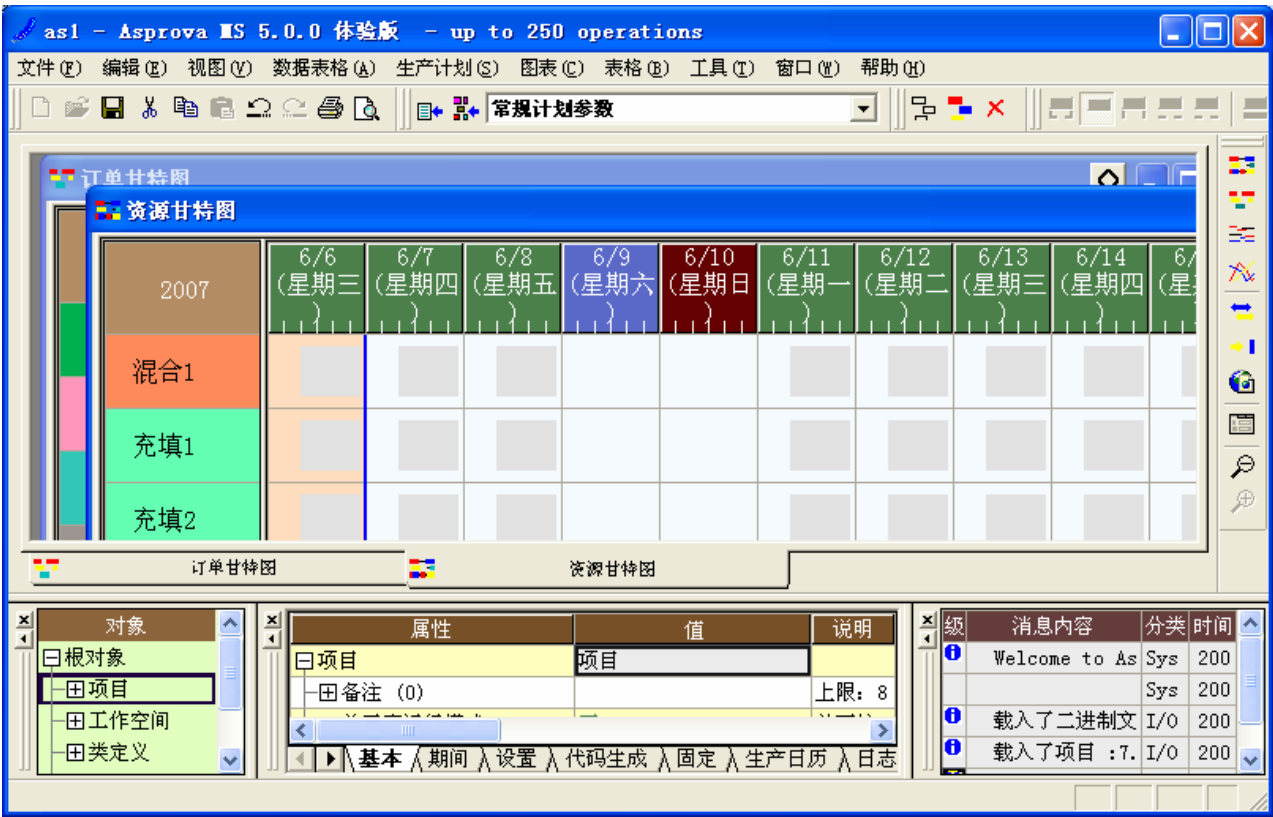 as1 - Asprova MS 5.0.0 体验版 - up to 250 operations
文件(F) 编辑(E) 视图(V) 数据表格(A) 生产计划(S) 图表(C) 表格(B) 工具(T) 窗口(W) 帮助(H)
常规计划参数
订单甘特图
资源甘特图
2007 6/6 6/7 6/8 6/9 6/10 6/11 6/12 6/13 6/14 6/
(星期三) (星期四) (星期五) (星期六) (星期日) (星期一) (星期二) (星期三) (星期四) (星
混合1
充填1
充填2
订单甘特图 资源甘特图
对象
根对象
项目
工作空间
类定义
属性 值 说明
项目 项目
备注 (0) 上限: 8
基本 期间 设置 代码生成 固定 生产日历 日志
级 消息内容 分类 时间
Welcome to As Sys 200
Sys 200
载入了二进制文 I/O 200
载入了项目 :7. I/O 200